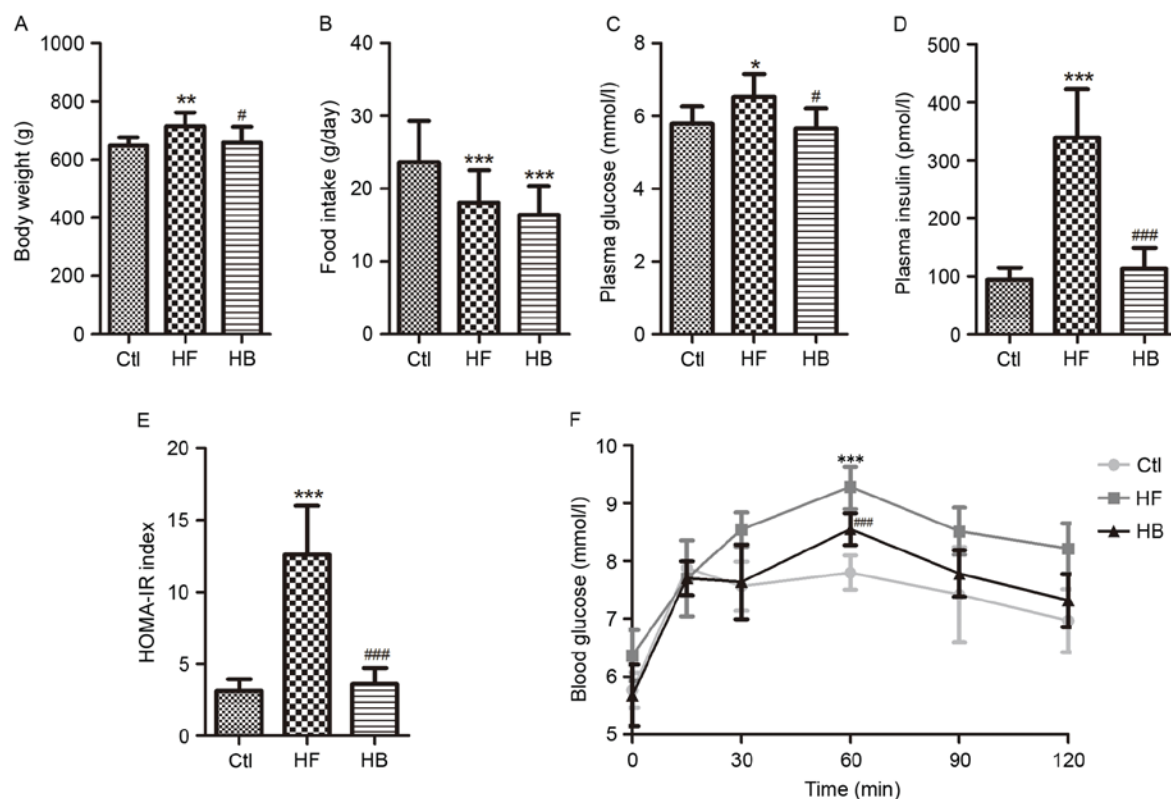 A
Body weight (g)
1000
800
600
400
200
0
**
#
Ctl HF HB
B
Food intake (g/day)
40
30
20
10
0
***
***
Ctl HF HB
C
Plasma glucose (mmol/l)
8
6
4
2
0
*
#
Ctl HF HB
D
Plasma insulin (pmol/l)
500
400
300
200
100
0
***
###
Ctl HF HB
E
HOMA-IR index
20
15
10
5
0
***
###
Ctl HF HB
F
Blood glucose (mmol/l)
10
9
8
7
6
5
***
###
0 30 60 90 120
Time (min)
Ctl
HF
HB